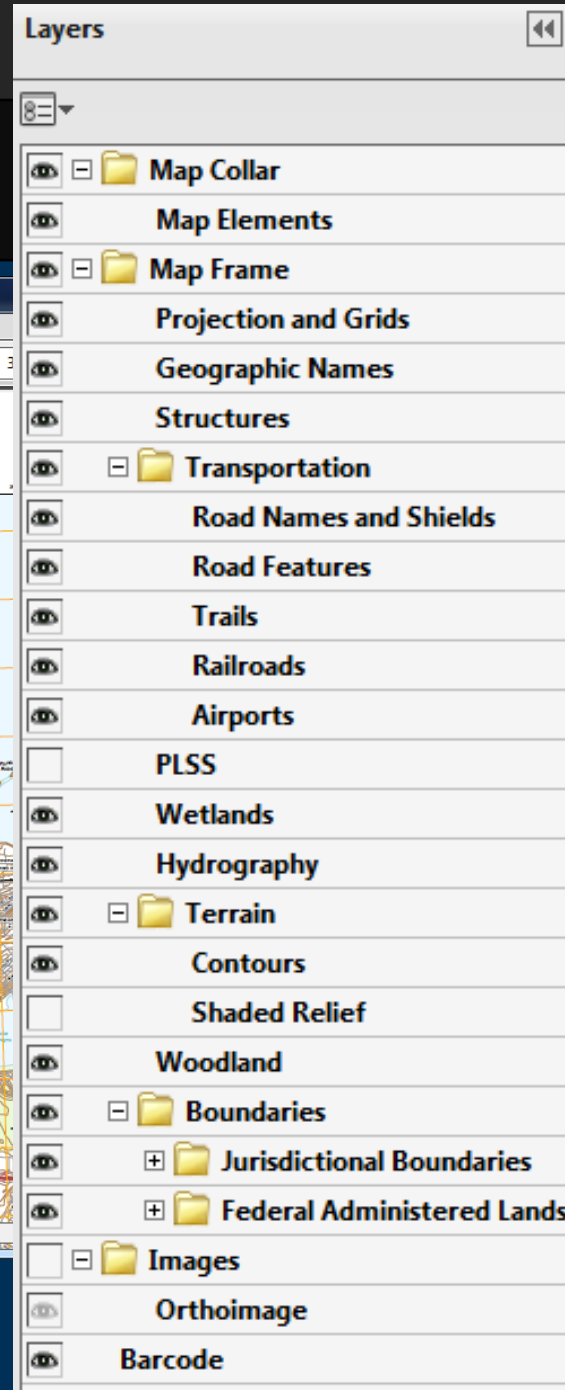 Layers
Map Collar
Map Elements
Map Frame
Projection and Grids
Geographic Names
Structures
Transportation
Road Names and Shields
Road Features
Trails
Railroads
Airports
PLSS
Wetlands
Hydrography
Terrain
Contours
Shaded Relief
Woodland
Boundaries
Jurisdictional Boundaries
Federal Administered Lands
Images
Orthoimage
Barcode